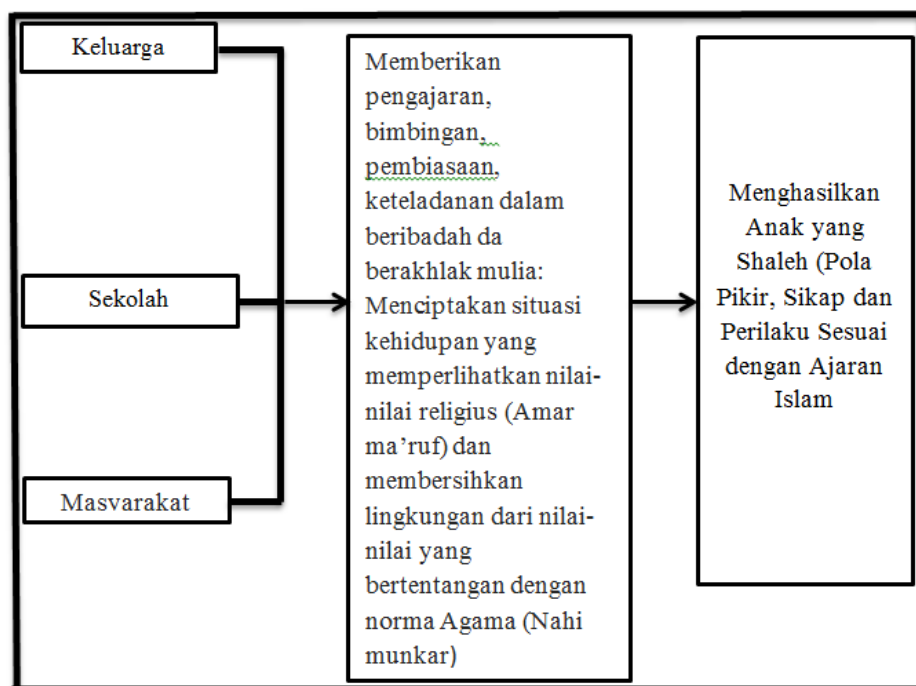 Keluarga
Sekolah
Masvarakat
Memberikan
pengajaran,
bimbingan,
pembiasaan,
keteladanan dalam
beribadah da
berakhlak mulia:
Menciptakan situasi
kehidupan yang
memperlihatkan nilai-
nilai religius (Amar
ma’ruf) dan
membersihkan
lingkungan dari nilai-
nilai yang
bertentangan dengan
norma Agama (Nahi
munkar)
Menghasilkan
Anak yang
Shaleh (Pola
Pikir, Sikap dan
Perilaku Sesuai
dengan Ajaran
Islam